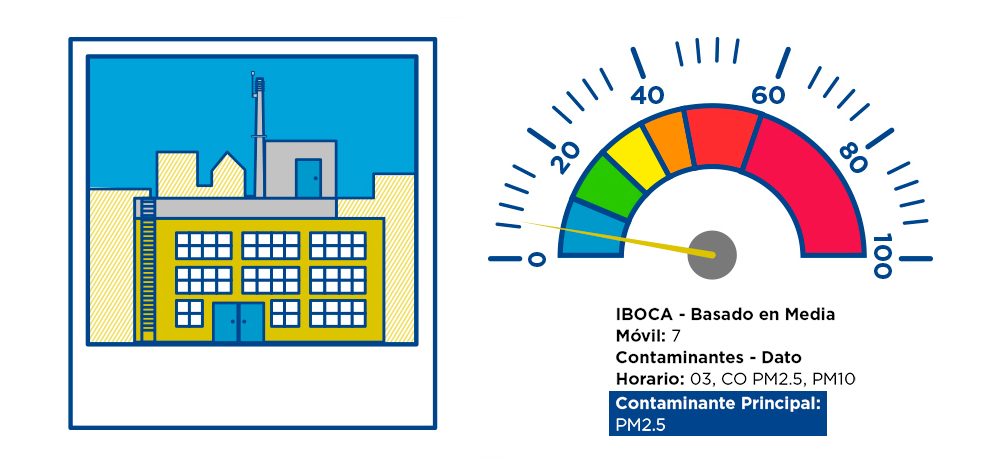 0
20
40
60
80
100
IBOCA - Basado en Media
Móvil: 7
Contaminantes - Dato
Horario: 03, CO PM2.5, PM10
Contaminante Principal:
PM2.5